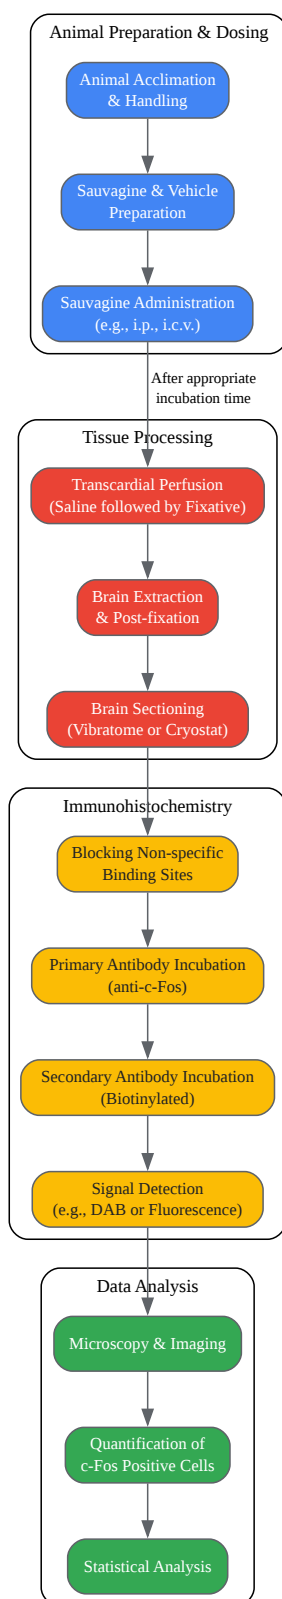 Animal Preparation & Dosing
Animal Acclimation
& Handling
Sauvagine & Vehicle
Preparation
Sauvagine Administration
(e.g., i.p., i.c.v.)
After appropriate
incubation time
Tissue Processing
Transcardial Perfusion
(Saline followed by Fixative)
Brain Extraction
& Post-fixation
Brain Sectioning
(Vibratome or Cryostat)
Immunohistochemistry
Blocking Non-specific
Binding Sites
Primary Antibody Incubation
(anti-c-Fos)
Secondary Antibody Incubation
(Biotinylated)
Signal Detection
(e.g., DAB or Fluorescence)
Data Analysis
Microscopy & Imaging
Quantification of
c-Fos Positive Cells
Statistical Analysis